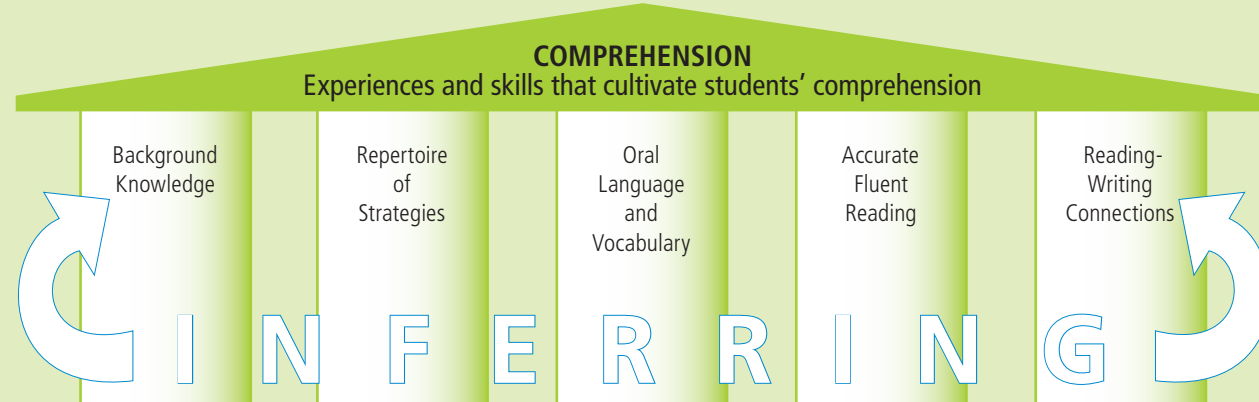 COMPREHENSION
Experiences and skills that cultivate students’ comprehension
Background
Knowledge
Repertoire
of
Strategies
Oral
Language
and
Vocabulary
Accurate
Fluent
Reading
Reading-
Writing
Connections
INFERRING